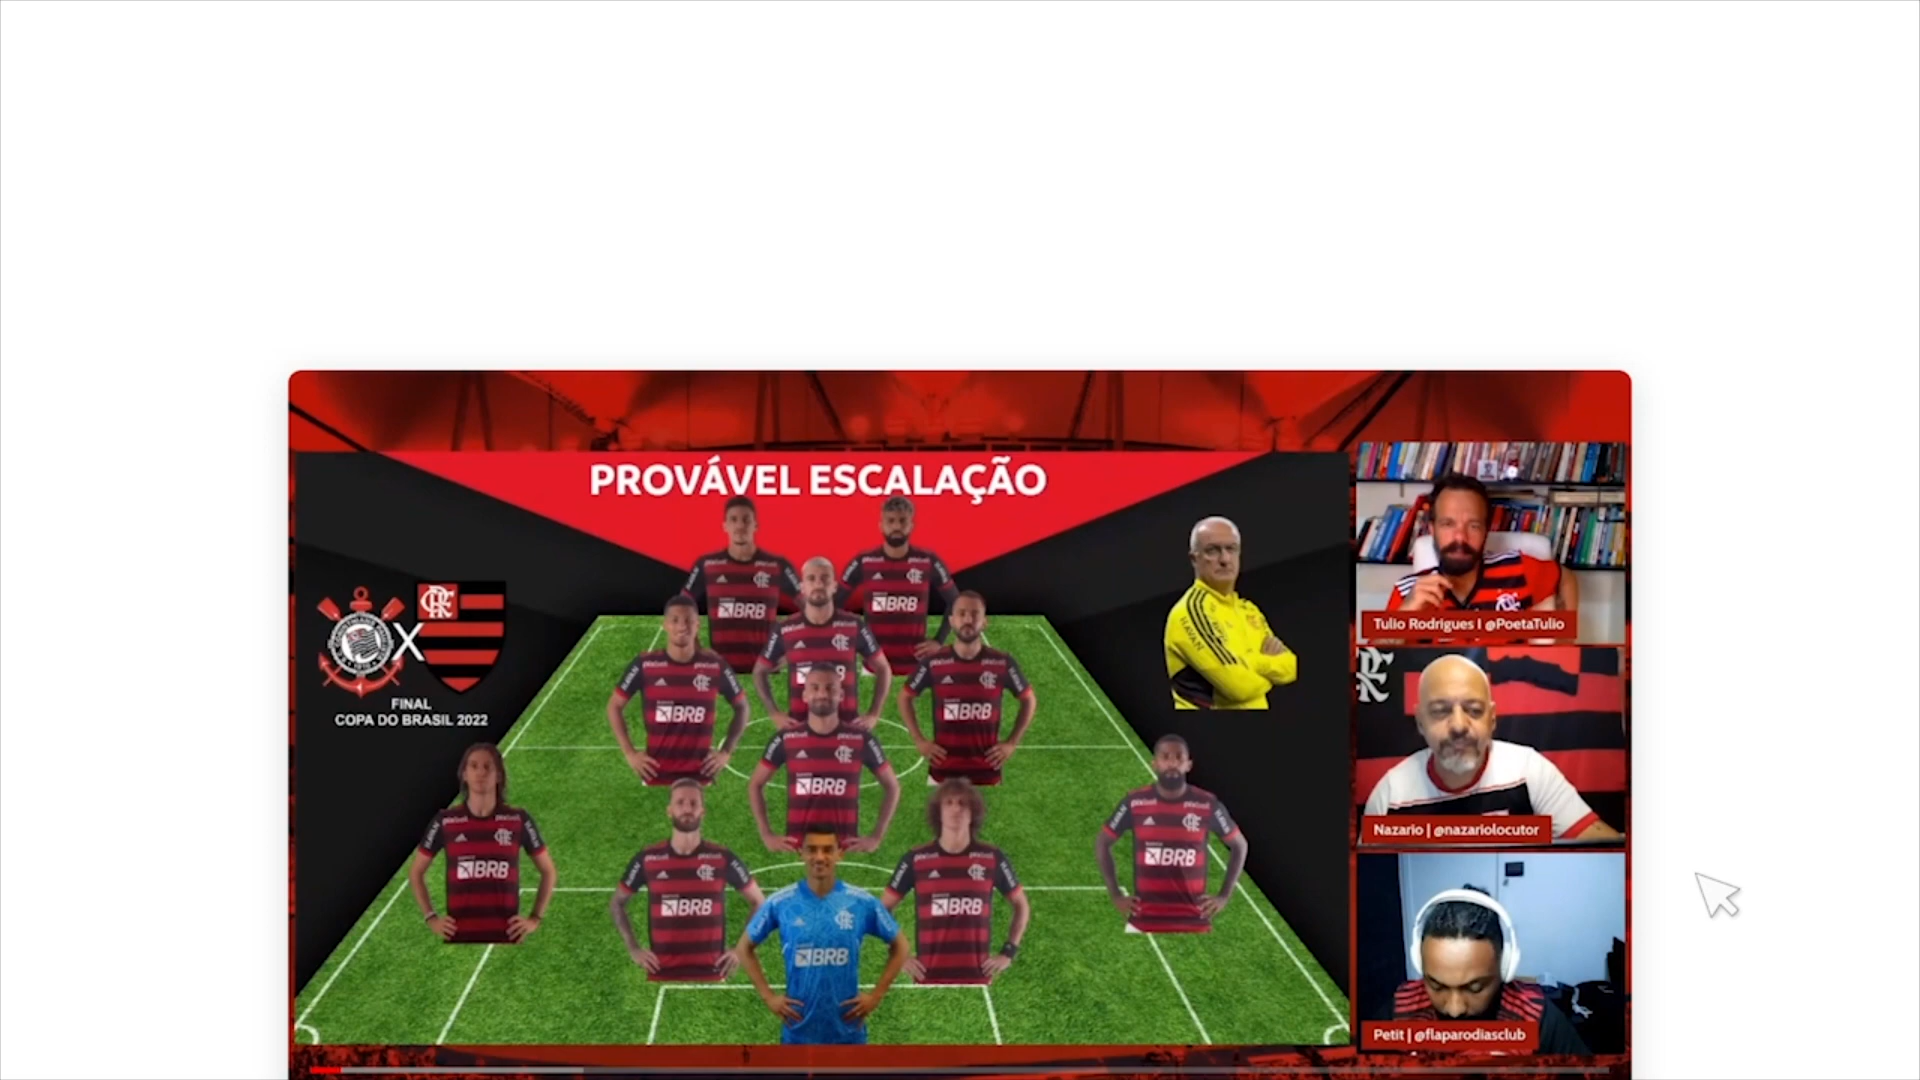 PROVÁVEL ESCALAÇÃO
X
FINAL
COPA DO BRASIL 2022
BRB
BRB
BRB
BRB
BRB
BRB
BRB
BRB
BRB
BRB
HAVAN
Tulio Rodrigues I @PoetaTulio
Nazario | @nazariolocutor
Petit | @flaparodiasclub